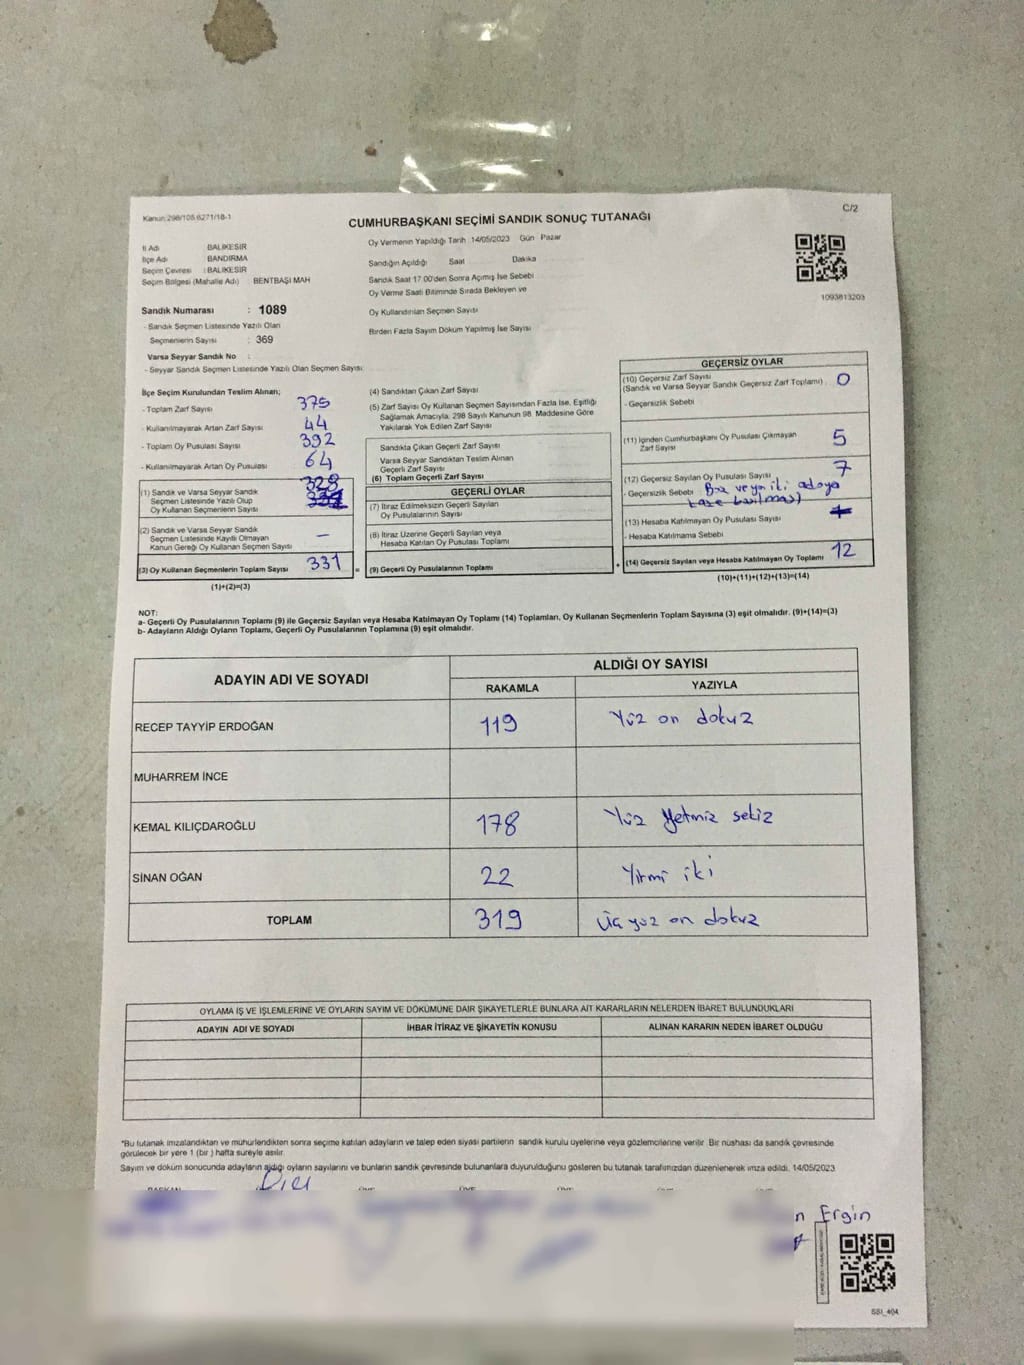 Kanun:298/105 6271/18-1
C/2
CUMHURBAŞKANI SEÇİMİ SANDIK SONUÇ TUTANAĞI
İl Adı BALIKESİR
İlçe Adı BANDIRMA
Seçim Çevresi : BALIKESİR
Seçim Bölgesi (Mahalle Adı) BENTBAŞI MAH
Oy Vermenin Yapıldığı Tarih 14/05/2023 Gün Pazar
Sandığın Açıldığı Saat Dakika
Sandık Saat 17.00'den Sonra Açımış İse Sebebi
Oy Verme Saati Bitiminde Sırada Bekleyen ve
Oy Kullandırılan Seçmen Sayısı
Birden Fazla Sayım Döküm Yapılmış İse Sayısı
1093813203
Sandık Numarası : 1089
- Sandık Seçmen Listesinde Yazılı Olan
Seçmenlerin Sayısı : 369
Varsa Seyyar Sandık No :
- Seyyar Sandık Seçmen Listesinde Yazılı Olan Seçmen Sayısı
İlçe Seçim Kurulundan Teslim Alınan;
- Toplam Zarf Sayısı 375
- Kullanılmayarak Artan Zarf Sayısı 44
- Toplam Oy Pusulası Sayısı 392
- Kullanılmayarak Artan Oy Pusulası 64
328
(1) Sandık ve Varsa Seyyar Sandık
Seçmen Listesinde Yazılı Olup
Oy Kullanan Seçmenlerin Sayısı
(2) Sandık ve Varsa Seyyar Sandık
Seçmen Listesinde Kayıtlı Olmayan
Kanun Gereği Oy Kullanan Seçmen Sayısı —
(3) Oy Kullanan Seçmenlerin Toplam Sayısı 331
(1)+(2)=(3)
=
(4) Sandıktan Çıkan Zarf Sayısı
(5) Zarf Sayısı Oy Kullanan Seçmen Sayısından Fazla İse, Eşitliği
Sağlamak Amacıyla, 298 Sayılı Kanunun 98. Maddesine Göre
Yakılarak Yok Edilen Zarf Sayısı
Sandıkta Çıkan Geçerli Zarf Sayısı
Varsa Seyyar Sandıktan Teslim Alınan
Geçerli Zarf Sayısı
(6) Toplam Geçerli Zarf Sayısı
GEÇERLİ OYLAR
(7) İtiraz Edilmeksizin Geçerli Sayılan
Oy Pusulalarının Sayısı
(8) İtiraz Üzerine Geçerli Sayılan veya
Hesaba Katılan Oy Pusulası Toplamı
(9) Geçerli Oy Pusulalarının Toplamı
+
GEÇERSİZ OYLAR
(10) Geçersiz Zarf Sayısı
(Sandık ve Varsa Seyyar Sandık Geçersiz Zarf Toplamı) 0
- Geçersizlik Sebebi
(11) İçinden Cumhurbaşkanı Oy Pusulası Çıkmayan
Zarf Sayısı 5
(12) Geçersiz Sayılan Oy Pusulası Sayısı 7
- Geçersizlik Sebebi Boş veya iki adaya
(13) Hesaba Katılmayan Oy Pusulası Sayısı
- Hesaba Katılmama Sebebi
(14) Geçersiz Sayılan veya Hesaba Katılmayan Oy Toplamı 12
(10)+(11)+(12)+(13)=(14)
NOT:
a- Geçerli Oy Pusulalarının Toplamı (9) ile Geçersiz Sayılan veya Hesaba Katılmayan Oy Toplamı (14) Toplamları, Oy Kullanan Seçmenlerin Toplam Sayısına (3) eşit olmalıdır. (9)+(14)=(3)
b- Adayların Aldığı Oyların Toplamı, Geçerli Oy Pusulalarının Toplamına (9) eşit olmalıdır.
ADAYIN ADI VE SOYADI
ALDIĞI OY SAYISI
RAKAMLA YAZIYLA
RECEP TAYYİP ERDOĞAN 119 Yüz on dokuz
MUHARREM İNCE
KEMAL KILIÇDAROĞLU 178 Yüz Yetmiz sekiz
SİNAN OĞAN 22 Yirmi iki
TOPLAM 319 üç yüz on dokuz
OYLAMA İŞ VE İŞLEMLERİNE VE OYLARIN SAYIM VE DÖKÜMÜNE DAİR ŞİKAYETLERLE BUNLARA AİT KARARLARIN NELERDEN İBARET BULUNDUKLARI
ADAYIN ADI VE SOYADI İHBAR İTİRAZ VE ŞİKAYETİN KONUSU ALINAN KARARIN NEDEN İBARET OLDUĞU
*Bu tutanak imzalandıktan ve mühürlendikten sonra seçime katılan adayların ve talep eden siyasi partilerin sandık kurulu üyelerine veya gözlemcilerine verilir. Bir nüshası da sandık çevresinde
görülecek bir yere 1 (bir) hafta süreyle asılır.
Sayım ve döküm sonucunda adayların aldığı oyların sayılarını ve bunların sandık çevresinde bulunanlara duyurulduğunu gösteren bu tutanak tarafımızdan düzenlenerek imza edildi. 14/05/2023
n Ergin
SSI_404